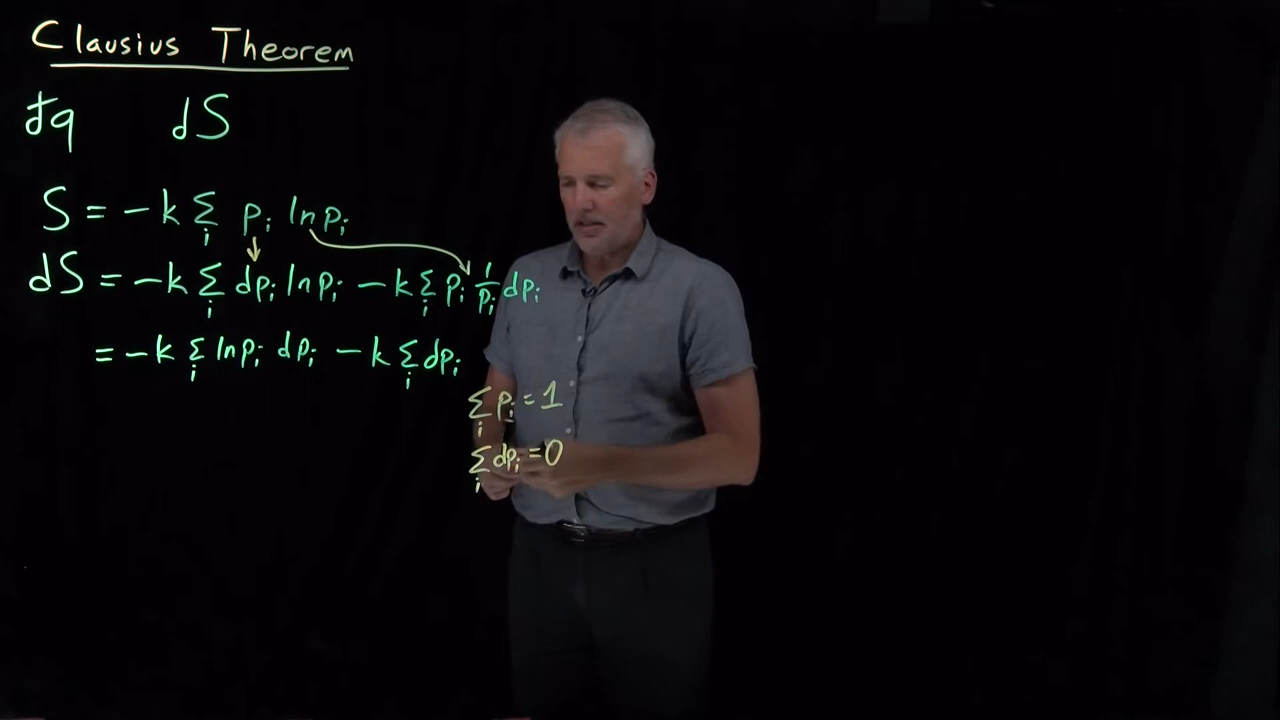 Clausius Theorem
đq dS
S = -k Σ_i p_i ln p_i
dS = -k Σ_i dp_i ln p_i - k Σ_i p_i 1/p_i dp_i
= -k Σ_i ln p_i dp_i - k Σ_i dp_i
Σ_i p_i = 1
Σ_i dp_i = 0